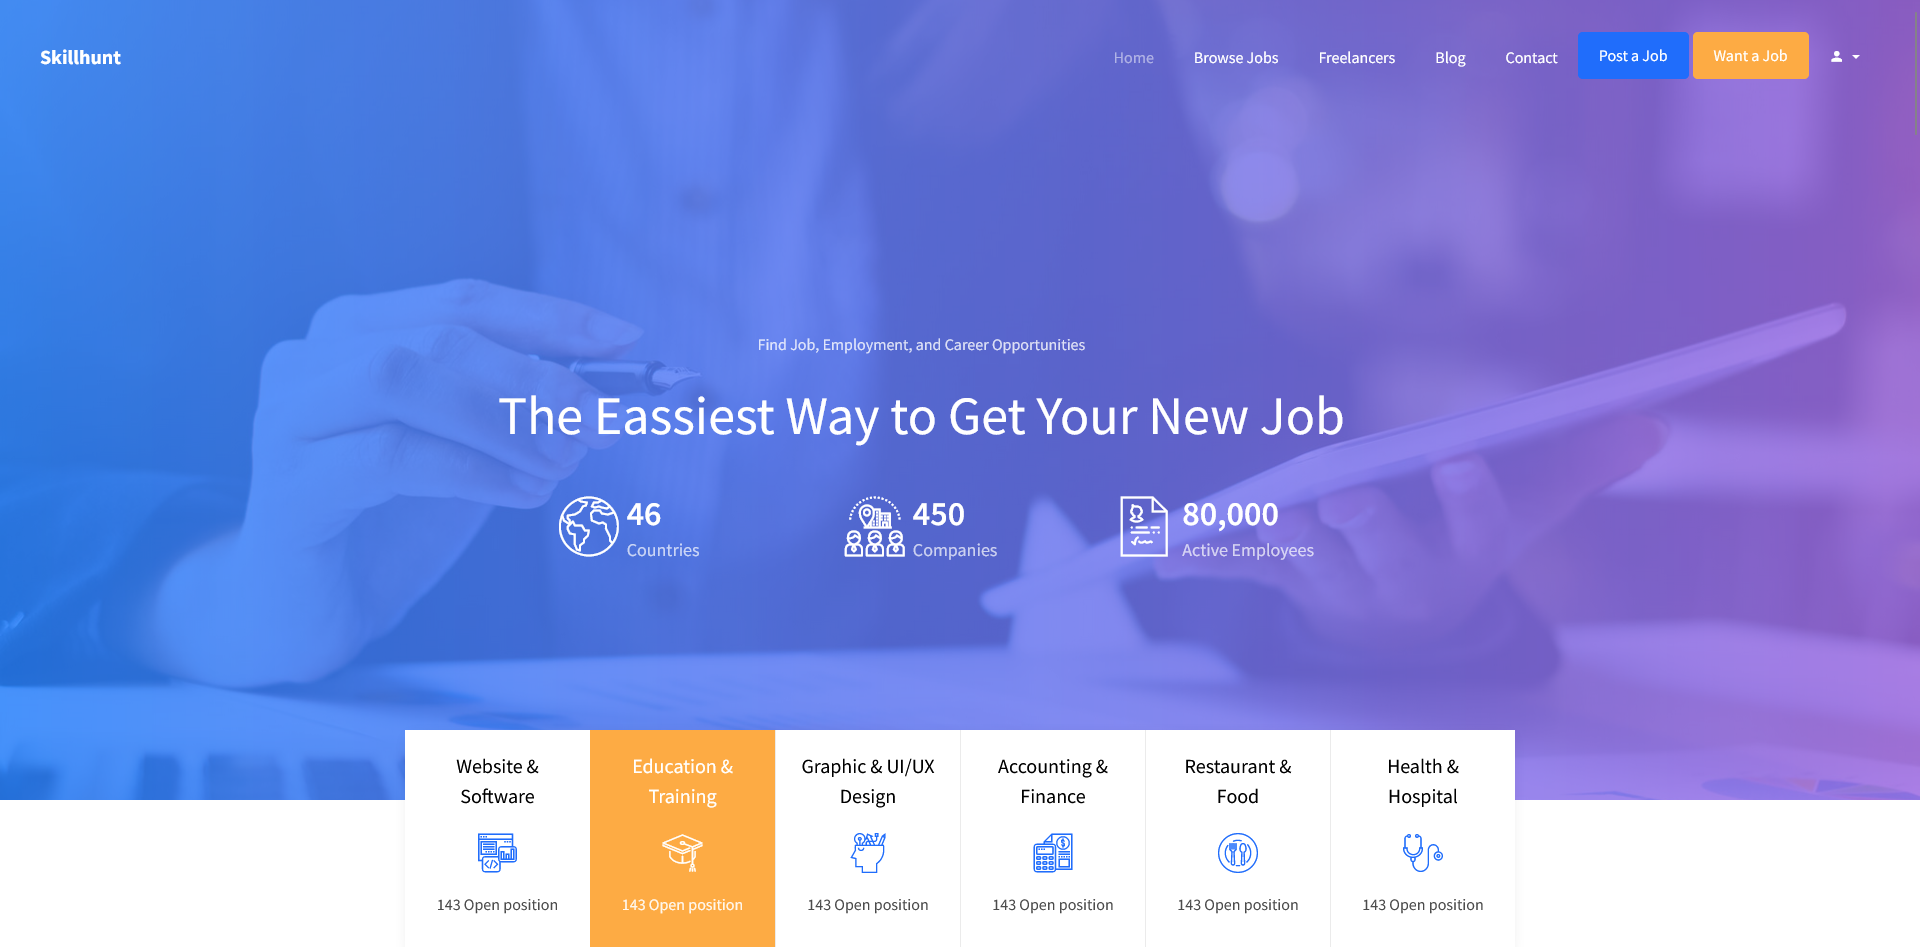 Skillhunt
Home
Browse Jobs
Freelancers
Blog
Contact
Post a Job
Want a Job
Find Job, Employment, and Career Opportunities
The Eassiest Way to Get Your New Job
46
Countries
450
Companies
80,000
Active Employees
Website &
Software
143 Open position
Education &
Training
143 Open position
Graphic & UI/UX
Design
143 Open position
Accounting &
Finance
143 Open position
Restaurant &
Food
143 Open position
Health &
Hospital
143 Open position